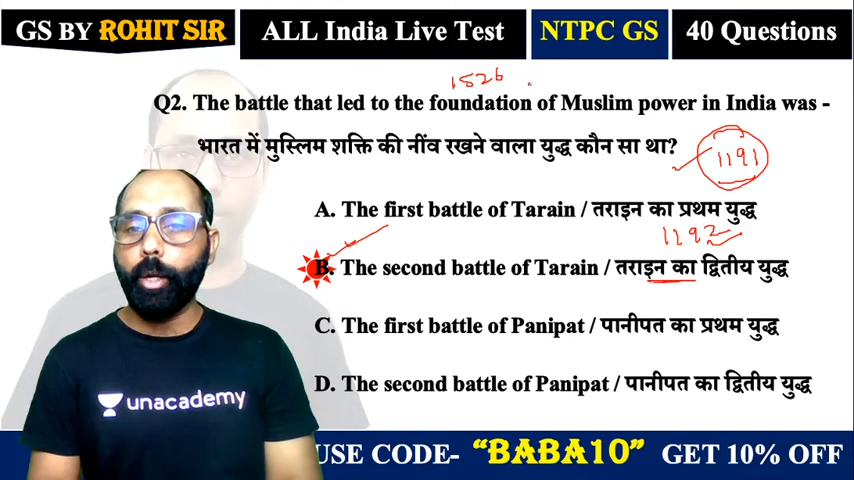 GS BY ROHIT SIR
ALL India Live Test
NTPC GS
40 Questions
1526
Q2. The battle that led to the foundation of Muslim power in India was -
भारत में मुस्लिम शक्ति की नींव रखने वाला युद्ध कौन सा था?
1191
A. The first battle of Tarain / तराइन का प्रथम युद्ध
1192
B. The second battle of Tarain / तराइन का द्वितीय युद्ध
C. The first battle of Panipat / पानीपत का प्रथम युद्ध
D. The second battle of Panipat / पानीपत का द्वितीय युद्ध
unacademy
USE CODE- “BABA10” GET 10% OFF